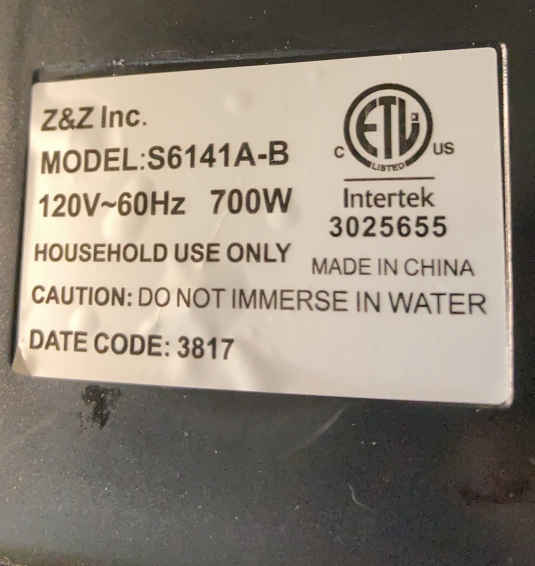 Z&Z Inc.
MODEL:S6141A-B
120V~60Hz 700W
HOUSEHOLD USE ONLY
CAUTION: DO NOT IMMERSE IN WATER
DATE CODE: 3817
ETL
C US
LISTED
Intertek
3025655
MADE IN CHINA